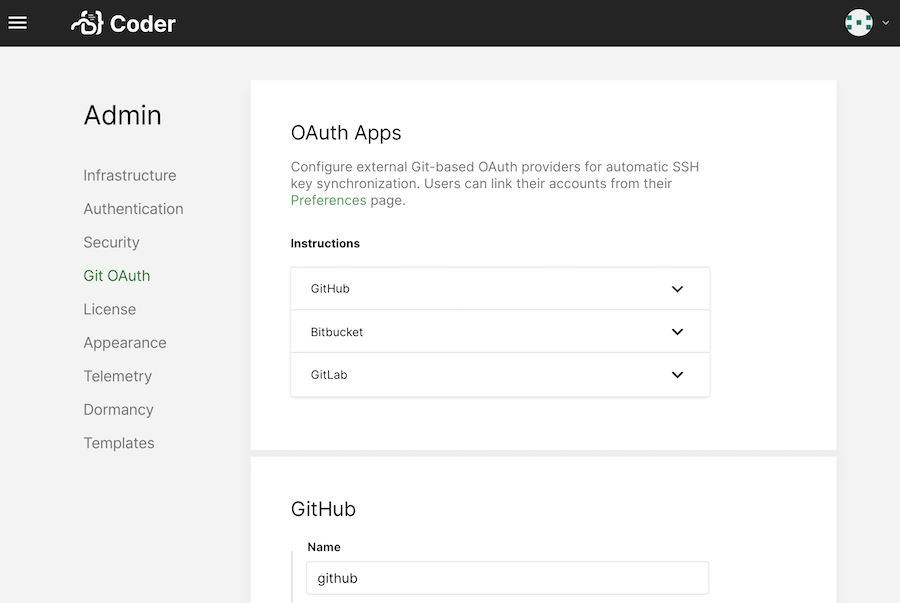 Coder
Admin
Infrastructure
Authentication
Security
Git OAuth
License
Appearance
Telemetry
Dormancy
Templates
OAuth Apps
Configure external Git-based OAuth providers for automatic SSH
key synchronization. Users can link their accounts from their
Preferences page.
Instructions
GitHub
Bitbucket
GitLab
GitHub
Name
github